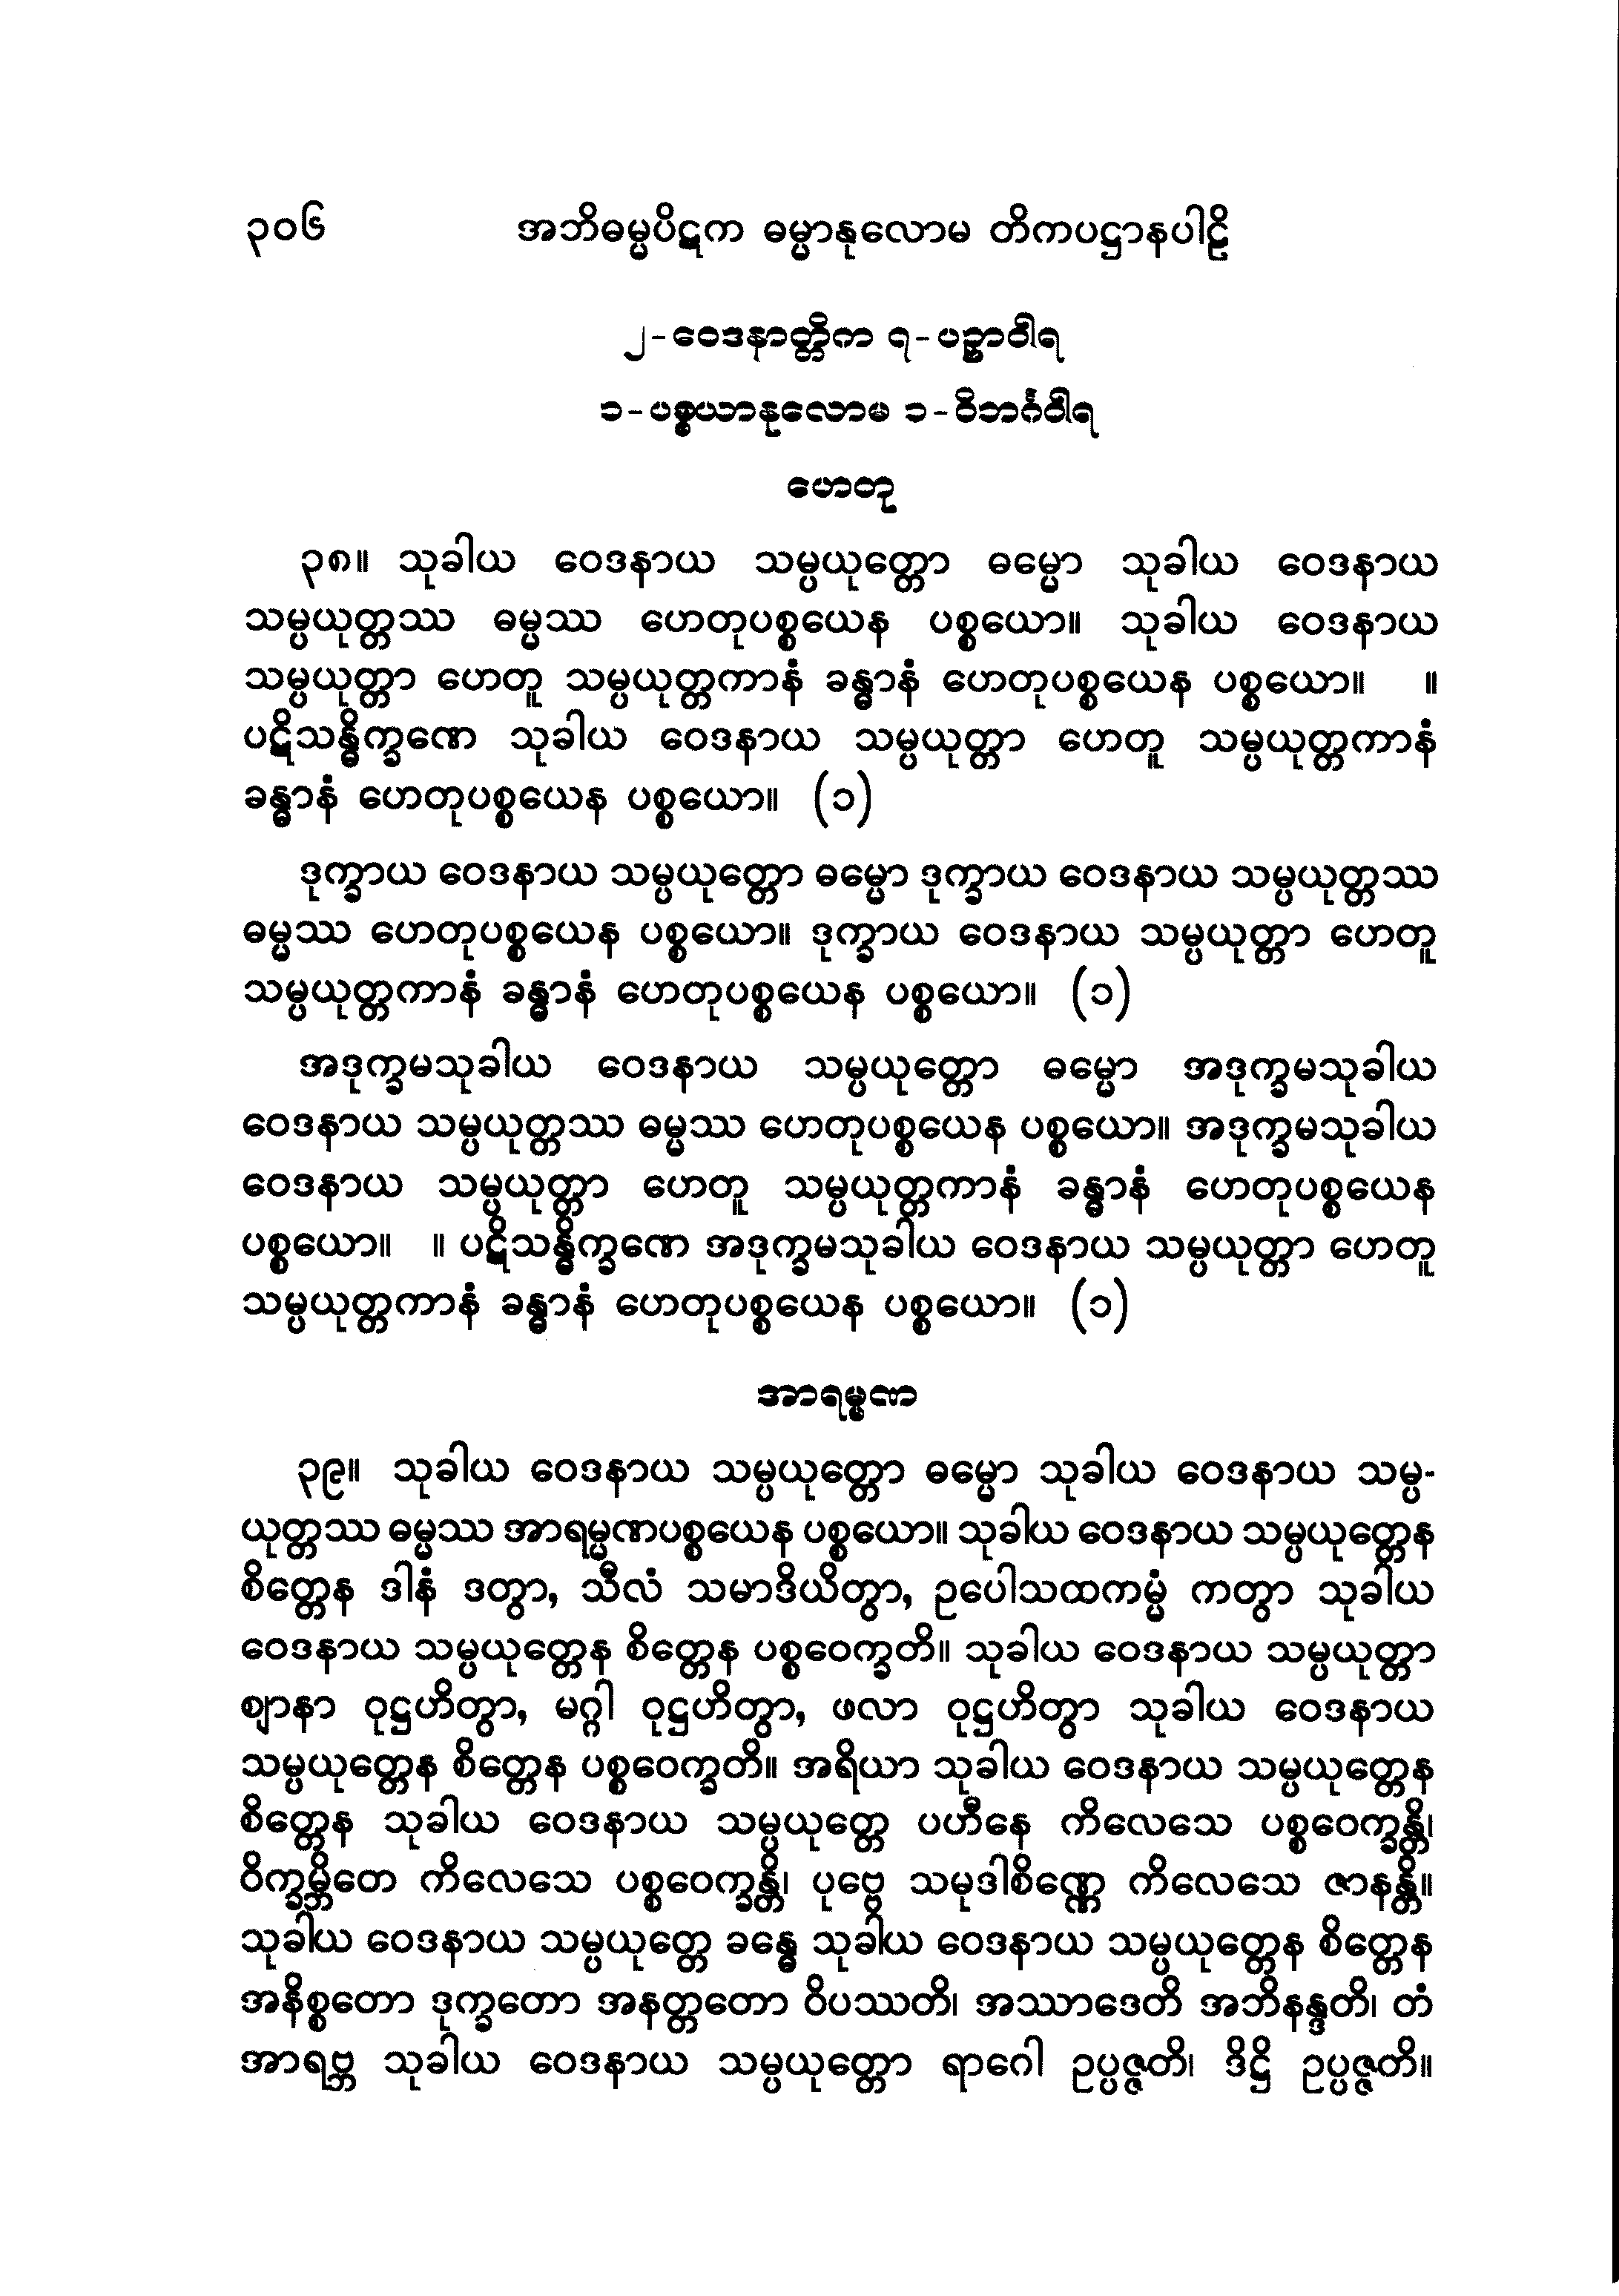 ၃၀၆ အဘိဓမ္မပိဋက ဓမ္မာနုလောမ တိကပဋ္ဌာနပါဠိ
၂-ဝေဒနာတ္တိက ၇-ပဉှာဝါရ
၁-ပစ္စယာနုလောမ ၁-ဝိဘင်္ဂဝါရ
ဟေတု
၃၈။ သုခါယ ဝေဒနာယ သမ္ပယုတ္တော ဓမ္မော သုခါယ ဝေဒနာယ
သမ္ပယုတ္တဿ ဓမ္မဿ ဟေတုပစ္စယေန ပစ္စယော။ သုခါယ ဝေဒနာယ
သမ္ပယုတ္တာ ဟေတူ သမ္ပယုတ္တကာနံ ခန္ဓာနံ ဟေတုပစ္စယေန ပစ္စယော။ ။
ပဋိသန္ဓိက္ခဏေ သုခါယ ဝေဒနာယ သမ္ပယုတ္တာ ဟေတူ သမ္ပယုတ္တကာနံ
ခန္ဓာနံ ဟေတုပစ္စယေန ပစ္စယော။ (၁)
ဒုက္ခာယ ဝေဒနာယ သမ္ပယုတ္တော ဓမ္မော ဒုက္ခာယ ဝေဒနာယ သမ္ပယုတ္တဿ
ဓမ္မဿ ဟေတုပစ္စယေန ပစ္စယော။ ဒုက္ခာယ ဝေဒနာယ သမ္ပယုတ္တာ ဟေတူ
သမ္ပယုတ္တကာနံ ခန္ဓာနံ ဟေတုပစ္စယေန ပစ္စယော။ (၁)
အဒုက္ခမသုခါယ ဝေဒနာယ သမ္ပယုတ္တော ဓမ္မော အဒုက္ခမသုခါယ
ဝေဒနာယ သမ္ပယုတ္တဿ ဓမ္မဿ ဟေတုပစ္စယေန ပစ္စယော။ အဒုက္ခမသုခါယ
ဝေဒနာယ သမ္ပယုတ္တာ ဟေတူ သမ္ပယုတ္တကာနံ ခန္ဓာနံ ဟေတုပစ္စယေန
ပစ္စယော။ ။ ပဋိသန္ဓိက္ခဏေ အဒုက္ခမသုခါယ ဝေဒနာယ သမ္ပယုတ္တာ ဟေတူ
သမ္ပယုတ္တကာနံ ခန္ဓာနံ ဟေတုပစ္စယေန ပစ္စယော။ (၁)
အာရမ္မဏ
၃၉။ သုခါယ ဝေဒနာယ သမ္ပယုတ္တော ဓမ္မော သုခါယ ဝေဒနာယ သမ္ပ-
ယုတ္တဿ ဓမ္မဿ အာရမ္မဏပစ္စယေန ပစ္စယော။ သုခါယ ဝေဒနာယ သမ္ပယုတ္တေန
စိတ္တေန ဒါနံ ဒတွာ, သီလံ သမာဒိယိတွာ, ဥပေါသထကမ္မံ ကတွာ သုခါယ
ဝေဒနာယ သမ္ပယုတ္တေန စိတ္တေန ပစ္စဝေက္ခတိ။ သုခါယ ဝေဒနာယ သမ္ပယုတ္တာ
ဈာနာ ဝုဋ္ဌဟိတွာ, မဂ္ဂါ ဝုဋ္ဌဟိတွာ, ဖလာ ဝုဋ္ဌဟိတွာ သုခါယ ဝေဒနာယ
သမ္ပယုတ္တေန စိတ္တေန ပစ္စဝေက္ခတိ။ အရိယာ သုခါယ ဝေဒနာယ သမ္ပယုတ္တေန
စိတ္တေန သုခါယ ဝေဒနာယ သမ္ပယုတ္တေ ပဟီနေ ကိလေသေ ပစ္စဝေက္ခန္တိ၊
ဝိက္ခမ္ဘိတေ ကိလေသေ ပစ္စဝေက္ခန္တိ၊ ပုဗ္ဗေ သမုဒါစိဏ္ဏေ ကိလေသေ ဇာနန္တိ။
သုခါယ ဝေဒနာယ သမ္ပယုတ္တေ ခန္ဓေ သုခါယ ဝေဒနာယ သမ္ပယုတ္တေန စိတ္တေန
အနိစ္စတော ဒုက္ခတော အနတ္တတော ဝိပဿတိ၊ အဿာဒေတိ အဘိနန္ဒတိ၊ တံ
အာရဗ္ဘ သုခါယ ဝေဒနာယ သမ္ပယုတ္တော ရာဂေါ ဥပ္ပဇ္ဇတိ၊ ဒိဋ္ဌိ ဥပ္ပဇ္ဇတိ။